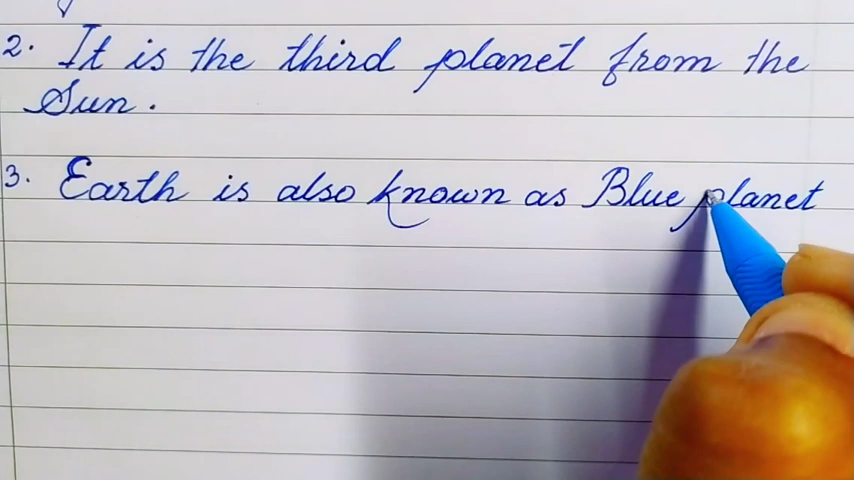 2. It is the third planet from the
Sun.
3. Earth is also known as Blue planet